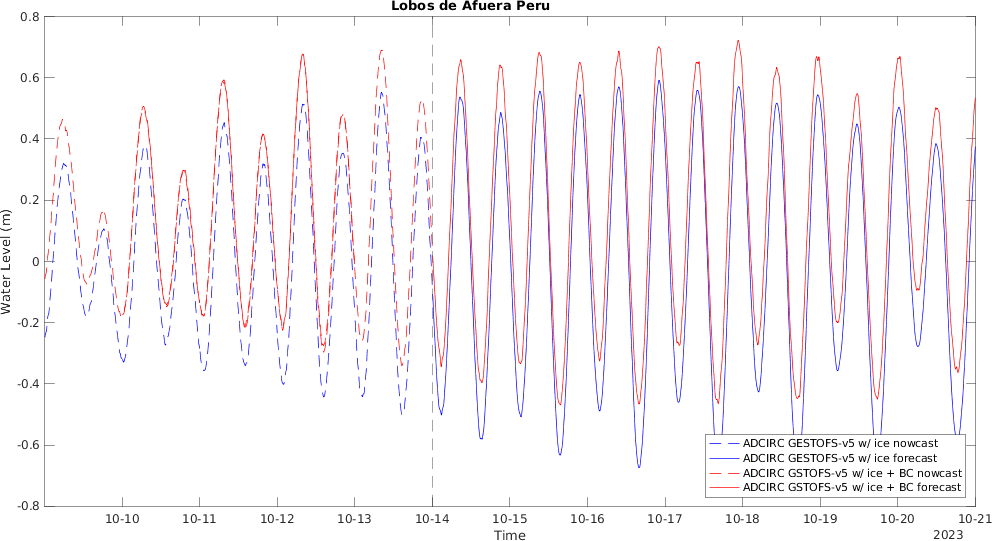 Lobos de Afuera Peru
0.8
0.6
0.4
0.2
0
-0.2
-0.4
-0.6
-0.8
Water Level (m)
ADCIRC GESTOFS-v5 w/ ice nowcast
ADCIRC GESTOFS-v5 w/ ice forecast
ADCIRC GSTOFS-v5 w/ ice + BC nowcast
ADCIRC GSTOFS-v5 w/ ice + BC forecast
10-10 10-11 10-12 10-13 10-14 10-15 10-16 10-17 10-18 10-19 10-20 10-21
Time
2023